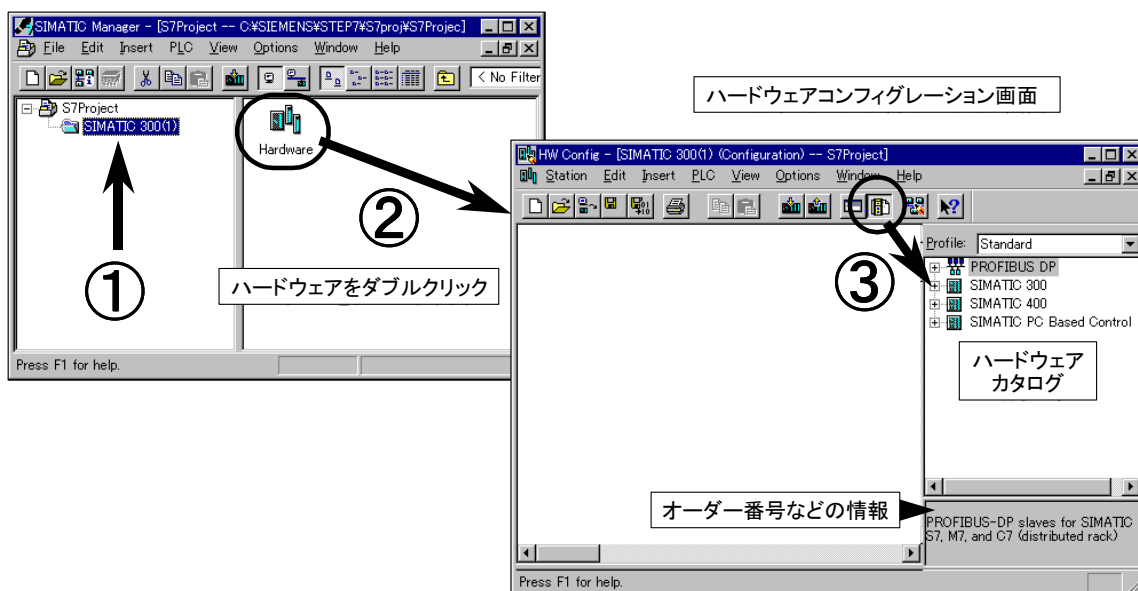 SIMATIC Manager - [S7Project -- C:¥SIEMENS¥STEP7¥S7proj¥S7Projec]
File Edit Insert PLC View Options Window Help
< No Filter
S7Project
SIMATIC 300(1)
Hardware
①
②
ハードウェアをダブルクリック
Press F1 for help.
ハードウェアコンフィグレーション画面
HW Config - [SIMATIC 300(1) (Configuration) -- S7Project]
Station Edit Insert PLC View Options Window Help
③
Profile: Standard
PROFIBUS DP
SIMATIC 300
SIMATIC 400
SIMATIC PC Based Control
ハードウェア
カタログ
オーダー番号などの情報
PROFIBUS-DP slaves for SIMATIC
S7, M7, and C7 (distributed rack)
Press F1 for help.